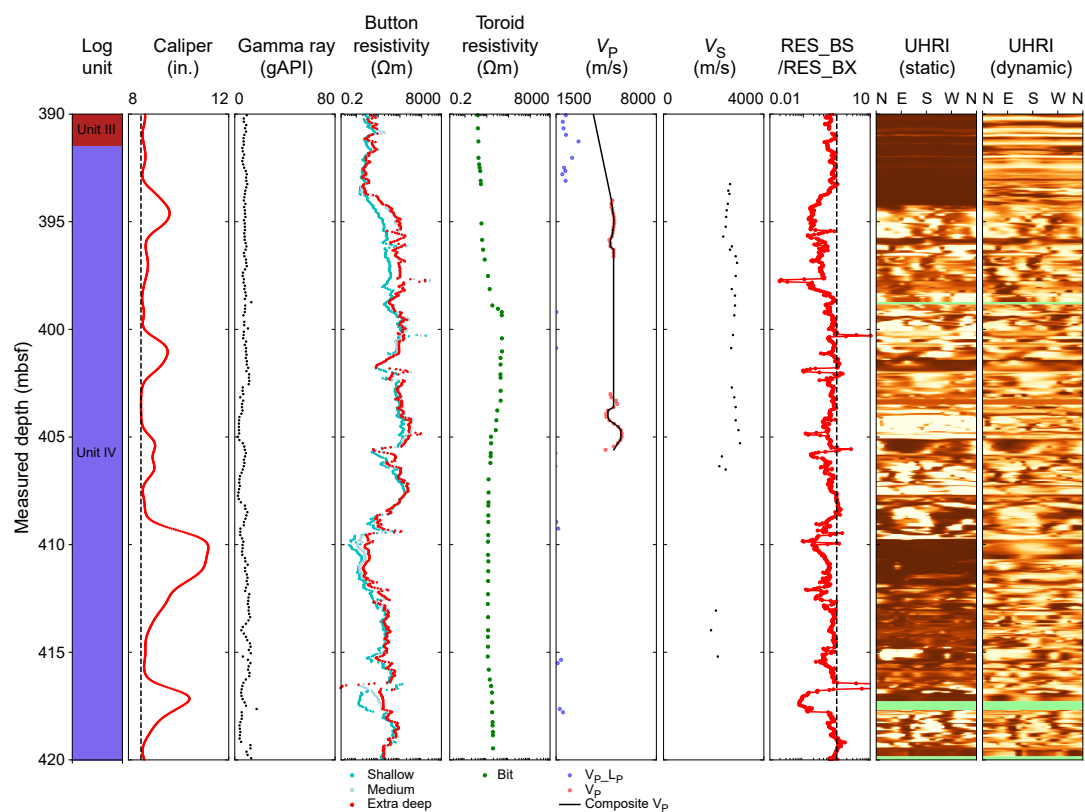 Log
unit
Caliper
(in.)
Gamma ray
(gAPI)
Button
resistivity
(Ωm)
Toroid
resistivity
(Ωm)
VP
(m/s)
VS
(m/s)
RES_BS
/RES_BX
UHRI
(static)
UHRI
(dynamic)
8 12
0 80
0.2 8000
0.2 8000
1500 8000
0 4000
0.01 10
N E S W N
N E S W N
390
395
400
405
410
415
420
Measured depth (mbsf)
Unit III
Unit IV
Shallow
Medium
Extra deep
Bit
VP_LP
VP
Composite VP